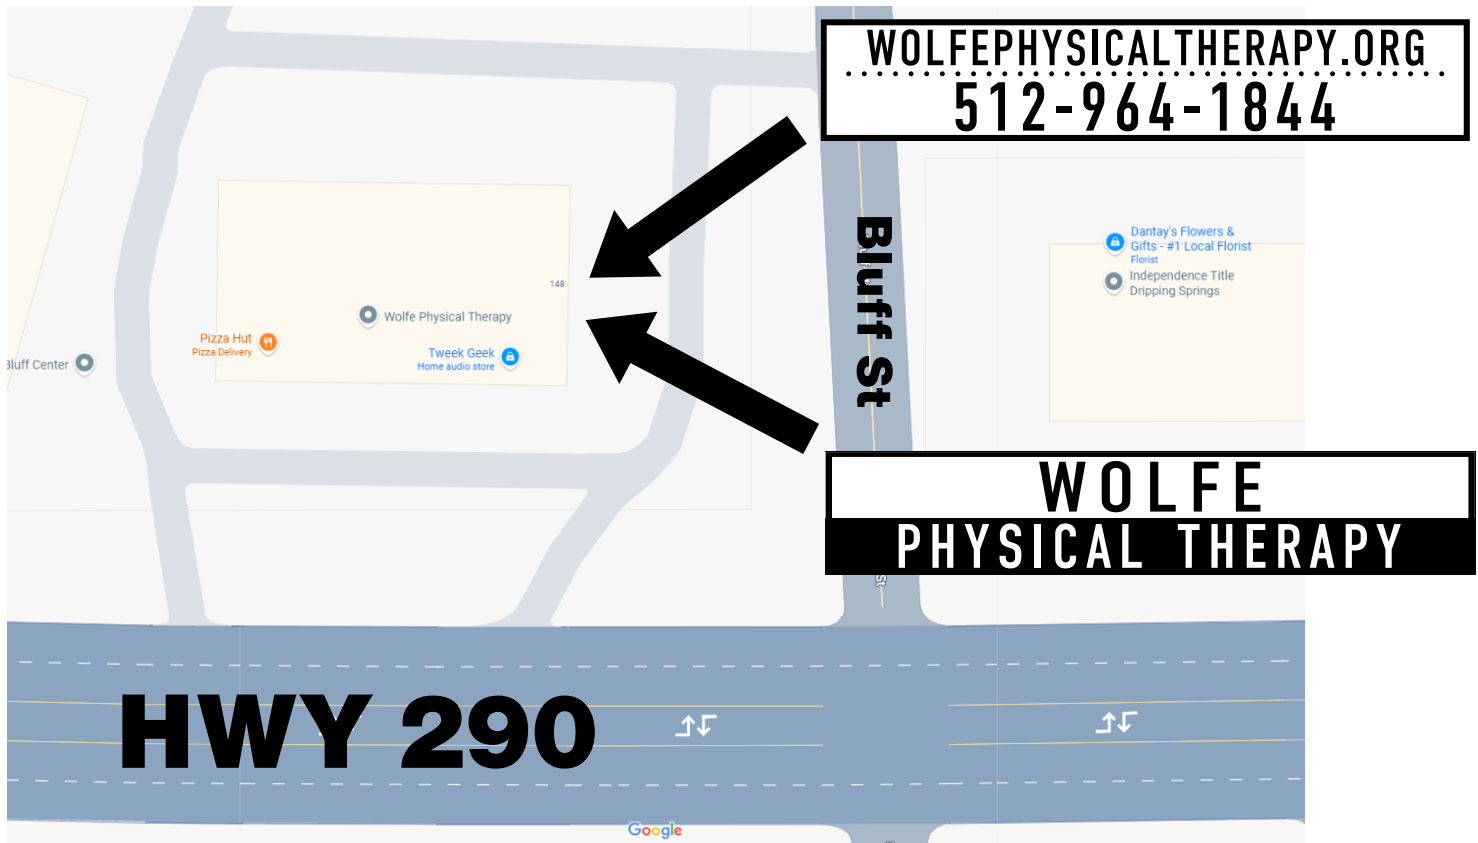 WOLFEPHYSICALTHERAPY.ORG
512-964-1844
Bluff St
Dantay's Flowers &
Gifts - #1 Local Florist
Florist
Independence Title
Dripping Springs
148
Wolfe Physical Therapy
Pizza Hut
Pizza Delivery
Tweek Geek
Home audio store
Bluff Center
WOLFE
PHYSICAL THERAPY
St
HWY 290
Google